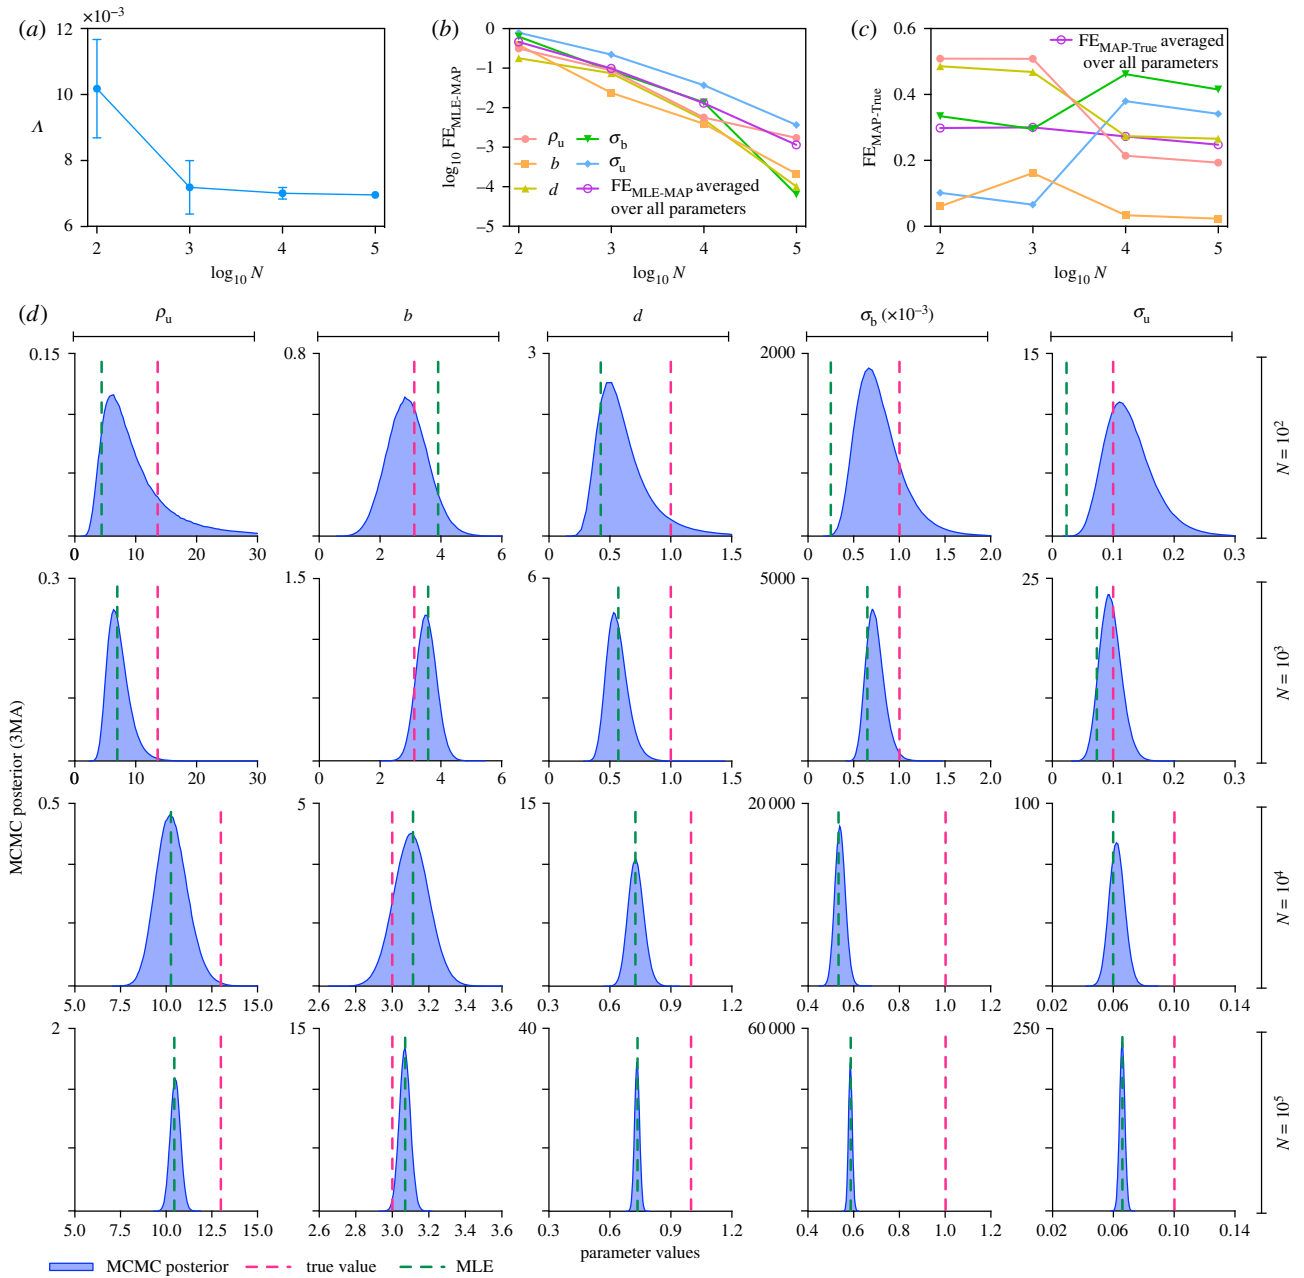 (a)
×10⁻³
12
10
8
6
Λ
2 3 4 5
log₁₀ N
(b)
0
−1
−2
−3
−4
−5
log₁₀ FE_MLE-MAP
ρᵤ
b
d
σ_b
σᵤ
FE_MLE-MAP averaged
over all parameters
2 3 4 5
log₁₀ N
(c)
0.6
0.4
0.2
0
FE_MAP-True
FE_MAP-True averaged
over all parameters
2 3 4 5
log₁₀ N
(d)
ρᵤ b d σ_b (×10⁻³) σᵤ
0.15 0.8 3 2000 15
0 10 20 30 0 2 4 6 0 0.5 1.0 1.5 0 0.5 1.0 2.0 0 0.1 0.2 0.3
N = 10²
0.3 1.5 6 5000 25
0 10 20 30 0 2 4 6 0 0.5 1.0 1.5 0 0.5 1.0 2.0 0 0.1 0.2 0.3
N = 10³
MCMC posterior (3MA)
0.5 5 15 20 000 100
5.0 7.5 10.0 12.5 15.0 2.6 2.8 3.0 3.2 3.4 3.6 0.3 0.6 0.9 1.2 0.4 0.6 0.8 1.0 1.2 0.02 0.06 0.10 0.14
N = 10⁴
2 15 40 60 000 250
5.0 7.5 10.0 12.5 15.0 2.6 2.8 3.0 3.2 3.4 3.6 0.3 0.6 0.9 1.2 0.4 0.6 0.8 1.0 1.2 0.02 0.06 0.10 0.14
N = 10⁵
parameter values
MCMC posterior true value MLE